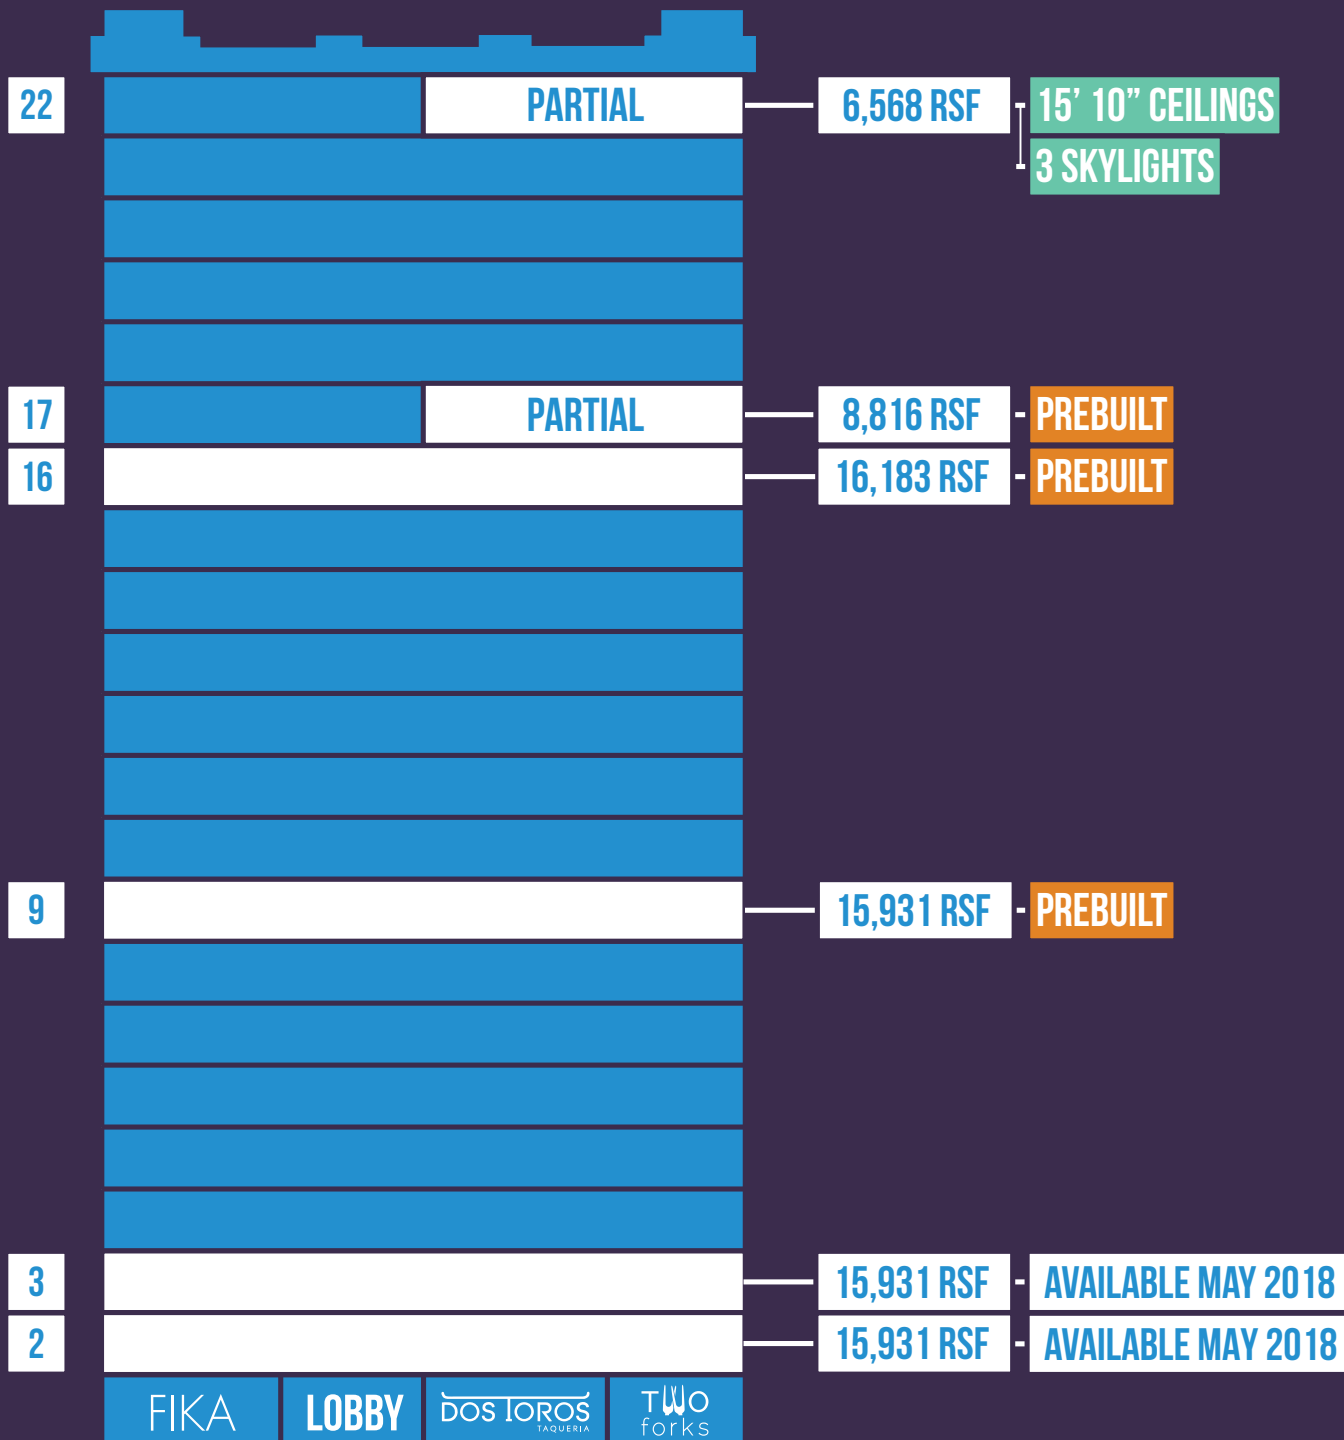 22 PARTIAL 6,568 RSF 15’ 10” CEILINGS
3 SKYLIGHTS
17 PARTIAL 8,816 RSF PREBUILT
16 16,183 RSF PREBUILT
9 15,931 RSF PREBUILT
3 15,931 RSF AVAILABLE MAY 2018
2 15,931 RSF AVAILABLE MAY 2018
FIKA LOBBY DOS TOROS TAQUERIA TWO forks